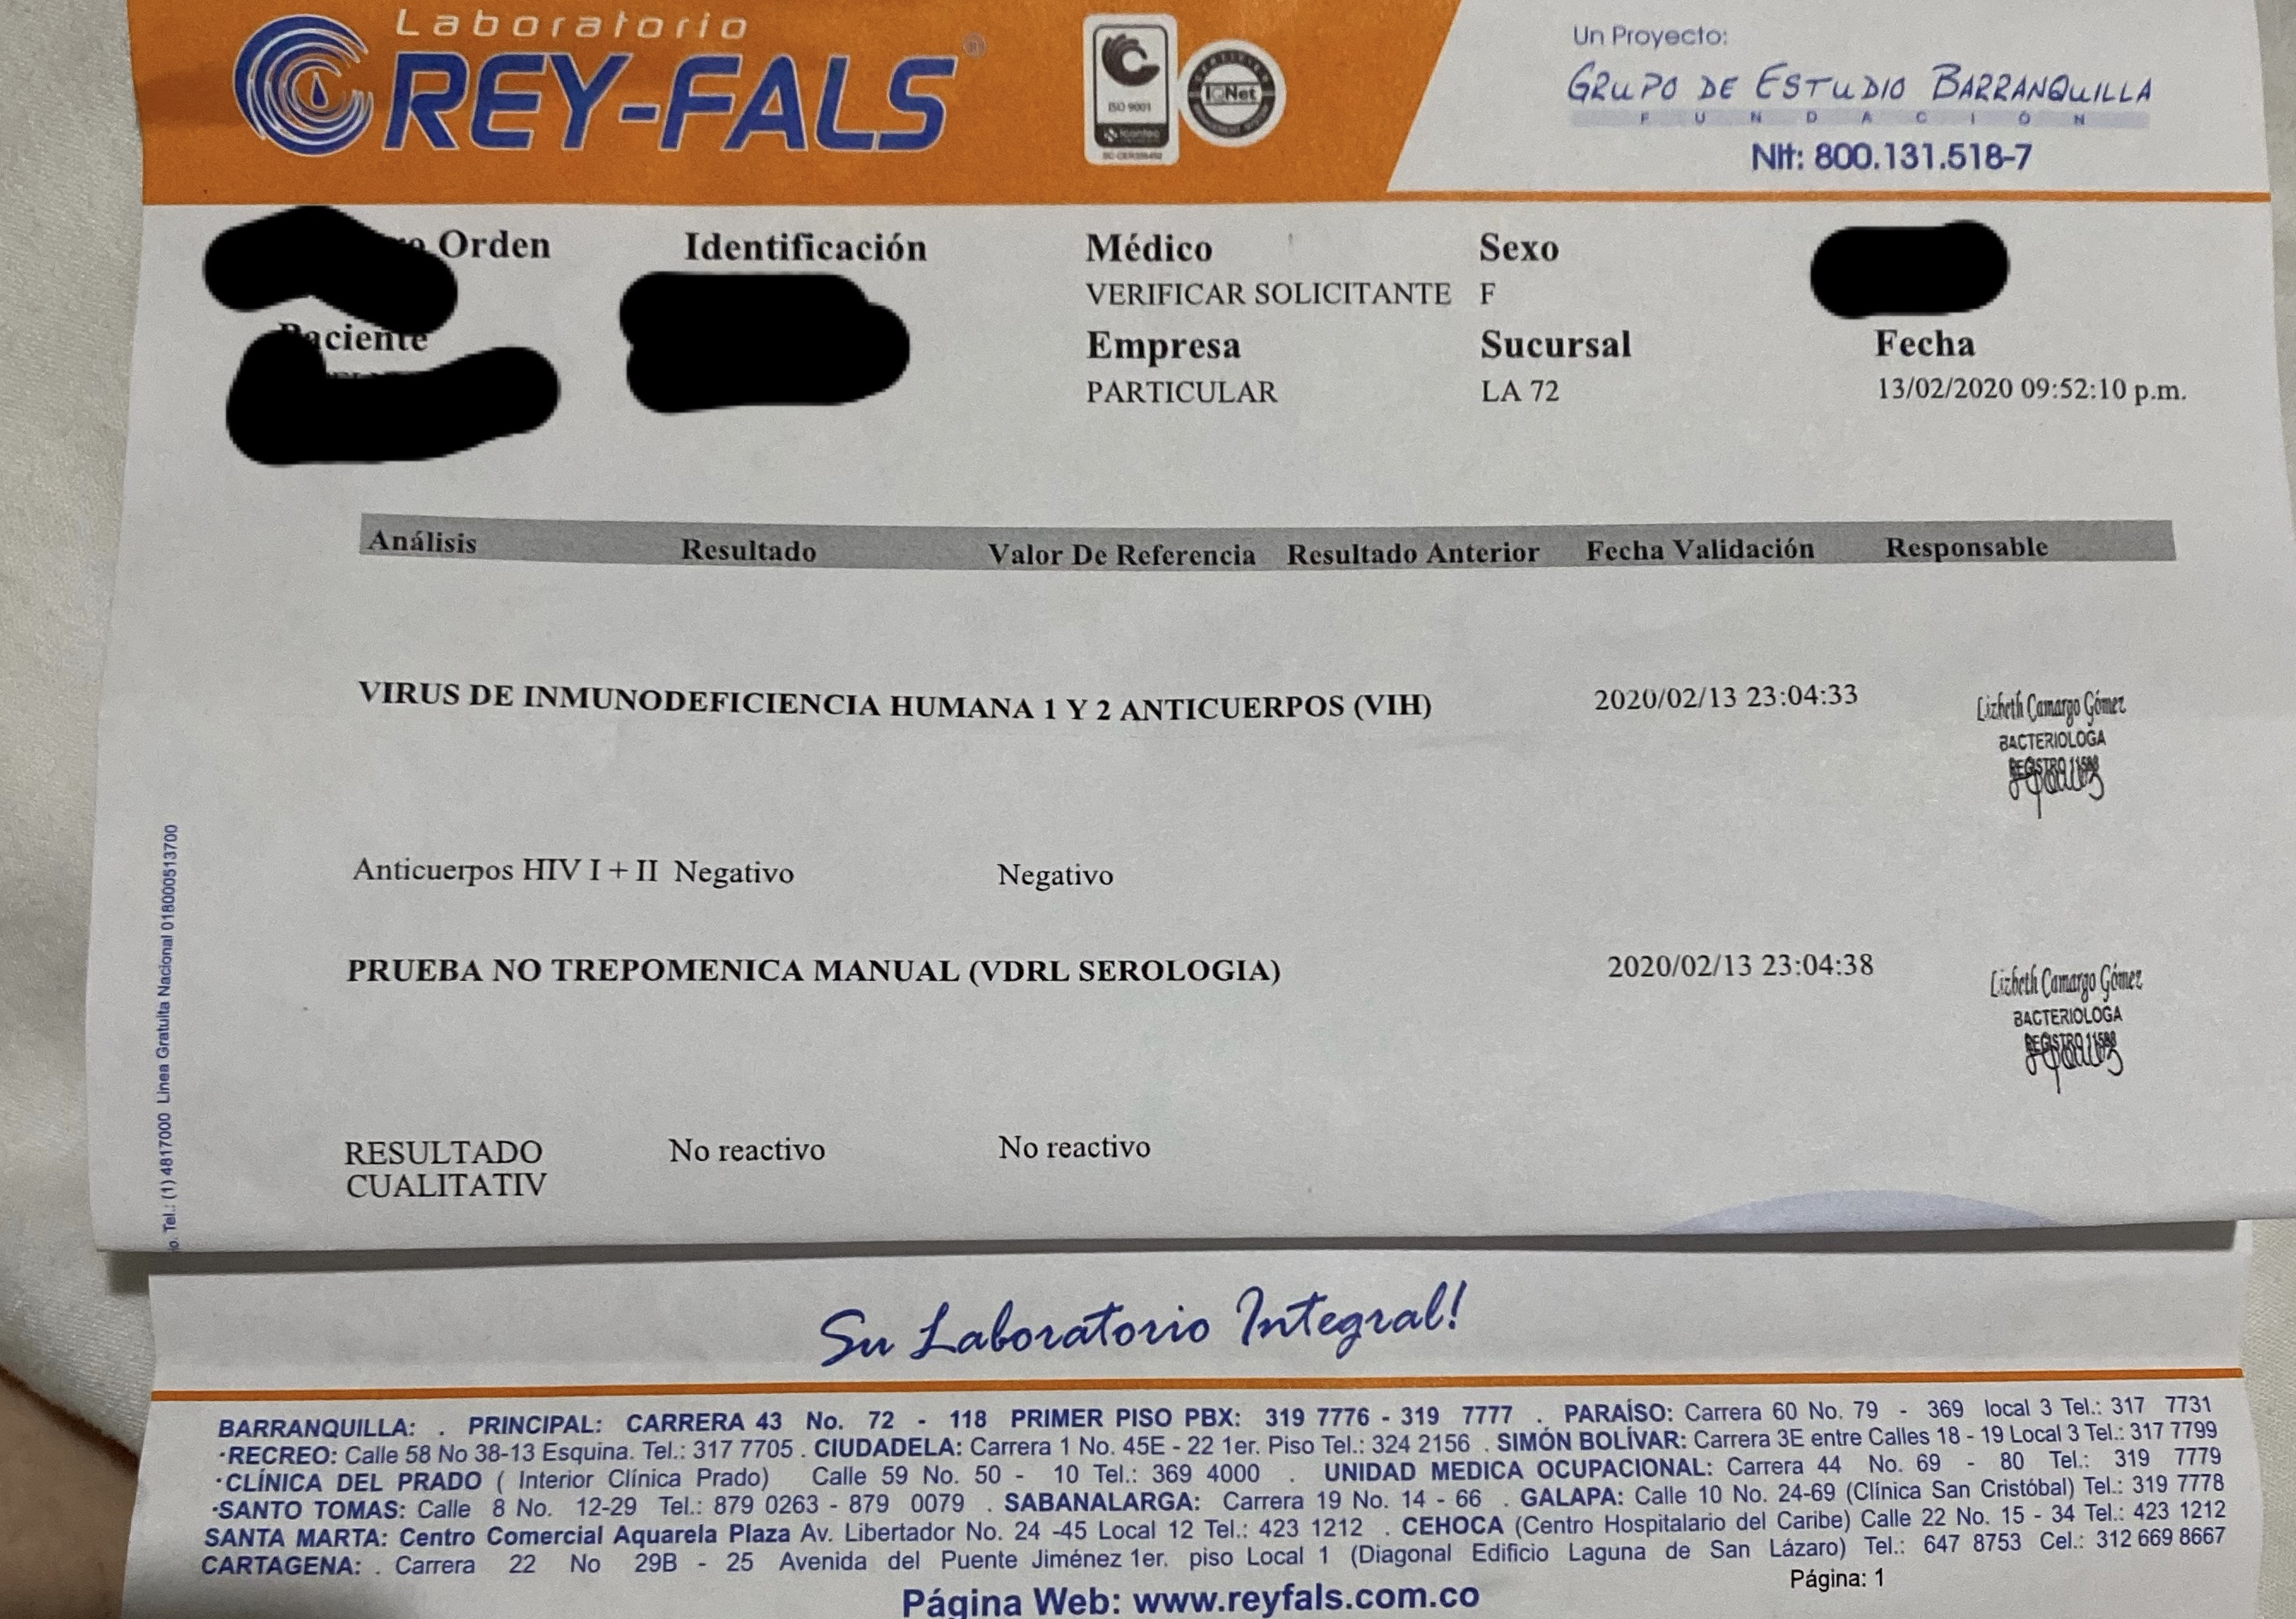 Laboratorio
REY-FALS
ISO 9001
icontec
IQNet
Un Proyecto:
GRUPO DE ESTUDIO BARRANQUILLA
FUNDACIÓN
Nit: 800.131.518-7
Orden
Identificación
Médico
Sexo
VERIFICAR SOLICITANTE
F
Paciente
Empresa
Sucursal
Fecha
PARTICULAR
LA 72
13/02/2020 09:52:10 p.m.
Análisis Resultado Valor De Referencia Resultado Anterior Fecha Validación Responsable
VIRUS DE INMUNODEFICIENCIA HUMANA 1 Y 2 ANTICUERPOS (VIH) 2020/02/13 23:04:33
Lizbeth Camargo Gómez
BACTERIOLOGA
REGISTRO
Anticuerpos HIV I + II Negativo Negativo
PRUEBA NO TREPOMENICA MANUAL (VDRL SEROLOGIA) 2020/02/13 23:04:38
Lizbeth Camargo Gómez
BACTERIOLOGA
REGISTRO
RESULTADO No reactivo No reactivo
CUALITATIV
Tel.: (1) 4817000 Linea Gratuita Nacional 018000513700
Su Laboratorio Integral!
BARRANQUILLA: . PRINCIPAL: CARRERA 43 No. 72 - 118 PRIMER PISO PBX: 319 7776 - 319 7777 . PARAÍSO: Carrera 60 No. 79 - 369 local 3 Tel.: 317 7731
·RECREO: Calle 58 No 38-13 Esquina. Tel.: 317 7705 . CIUDADELA: Carrera 1 No. 45E - 22 1er. Piso Tel.: 324 2156 . SIMÓN BOLÍVAR: Carrera 3E entre Calles 18 - 19 Local 3 Tel.: 317 7799
·CLÍNICA DEL PRADO ( Interior Clínica Prado) Calle 59 No. 50 - 10 Tel.: 369 4000 . UNIDAD MEDICA OCUPACIONAL: Carrera 44 No. 69 - 80 Tel.: 319 7779
·SANTO TOMAS: Calle 8 No. 12-29 Tel.: 879 0263 - 879 0079 . SABANALARGA: Carrera 19 No. 14 - 66 . GALAPA: Calle 10 No. 24-69 (Clínica San Cristóbal) Tel.: 319 7778
SANTA MARTA: Centro Comercial Aquarela Plaza Av. Libertador No. 24 -45 Local 12 Tel.: 423 1212 . CEHOCA (Centro Hospitalario del Caribe) Calle 22 No. 15 - 34 Tel.: 423 1212
CARTAGENA: . Carrera 22 No 29B - 25 Avenida del Puente Jiménez 1er. piso Local 1 (Diagonal Edificio Laguna de San Lázaro) Tel.: 647 8753 Cel.: 312 669 8667
Página: 1
Página Web: www.reyfals.com.co